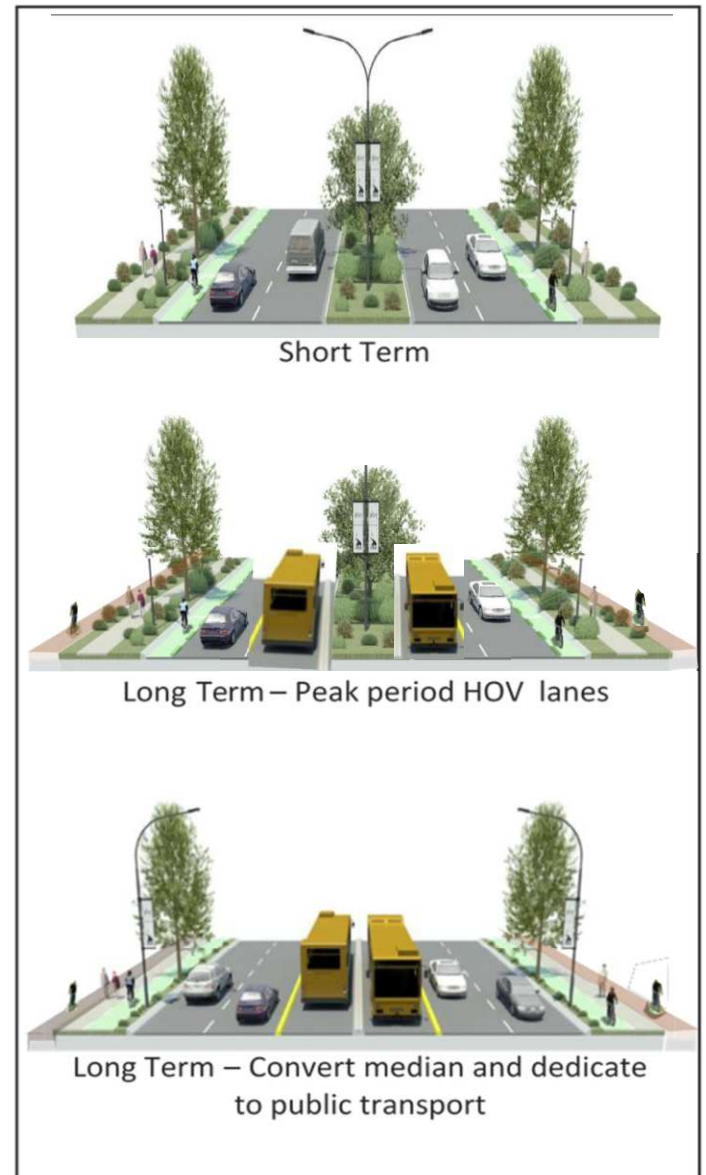 Short Term
Long Term – Peak period HOV lanes
Long Term – Convert median and dedicate
to public transport